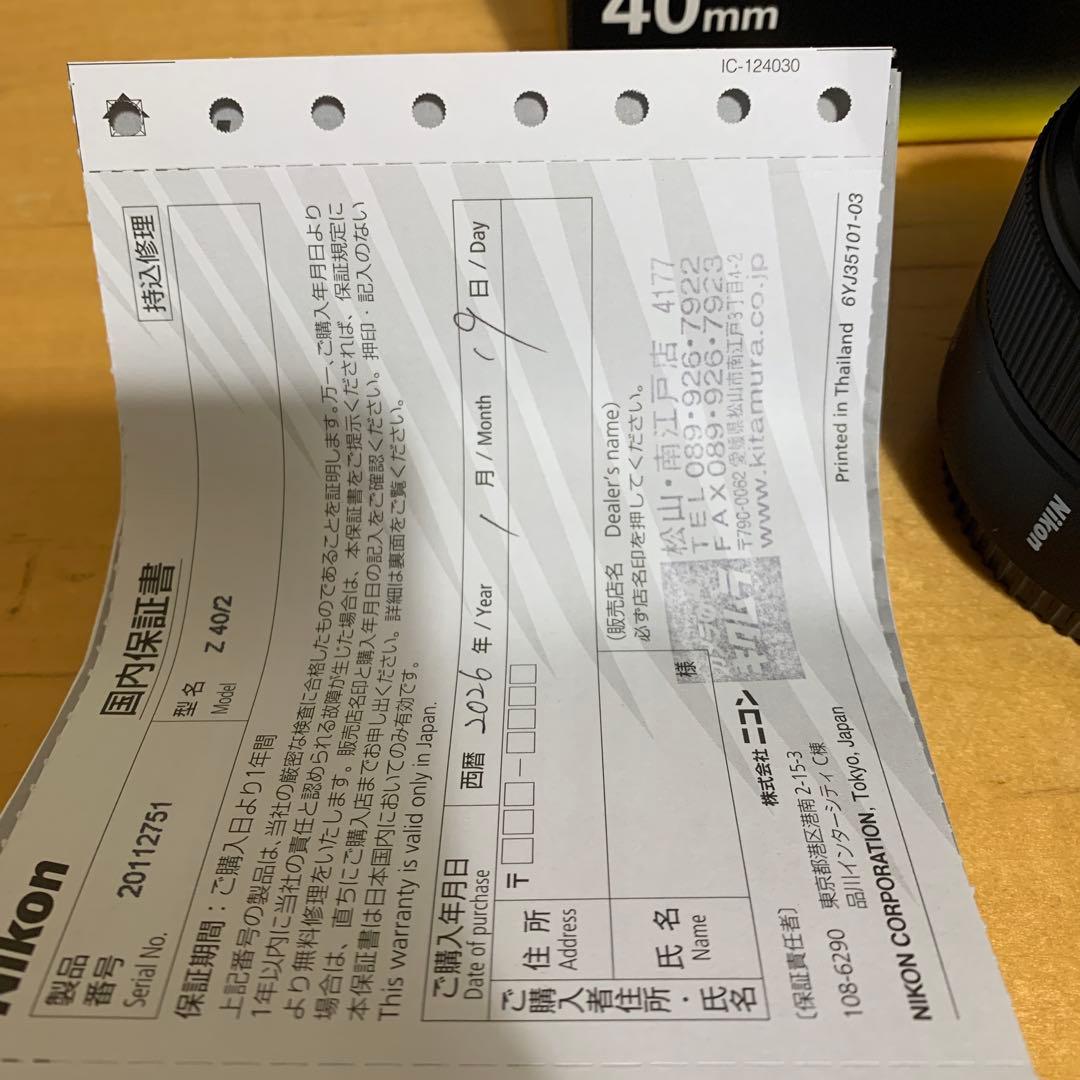 40mm
IC-124030
Nikon
国内保証書
持込修理
製品番号
Serial No.
20112751
型名
Model
Z 40/2
保証期間：ご購入日より1年間
上記番号の製品は、当社の厳密な検査に合格したものであることを証明します。万一、ご購入年月日より
1年以内に当社の責任と認められる故障が生じた場合は、本保証書をご提示くだされば、保証規定に
より無料修理をいたします。販売店名印と購入年月日の記入をご確認ください。押印・記入のない
場合は、直ちにご購入店までお申し出ください。詳細は裏面をご覧ください。
本保証書は日本国内においてのみ有効です。
This warranty is valid only in Japan.
ご購入年月日
Date of purchase
西暦 2026 年/Year 1 月/Month 19 日/Day
ご購入者住所・氏名
住所
Address
〒□□□-□□□□
氏名
Name
様
(販売店名 Dealer's name)
必ず店名印を押してください。
カメラの
キタムラ
松山・南江戸店 4177
TEL089・926・7922
FAX089・926・7923
〒790-0062 愛媛県松山市南江戸3丁目4-2
www.kitamura.co.jp
〔保証責任者〕
株式会社 ニコン
108-6290 東京都港区港南 2-15-3
品川インターシティ C棟
NIKON CORPORATION, Tokyo, Japan
Printed in Thailand 6YJ35101-03
Nikon